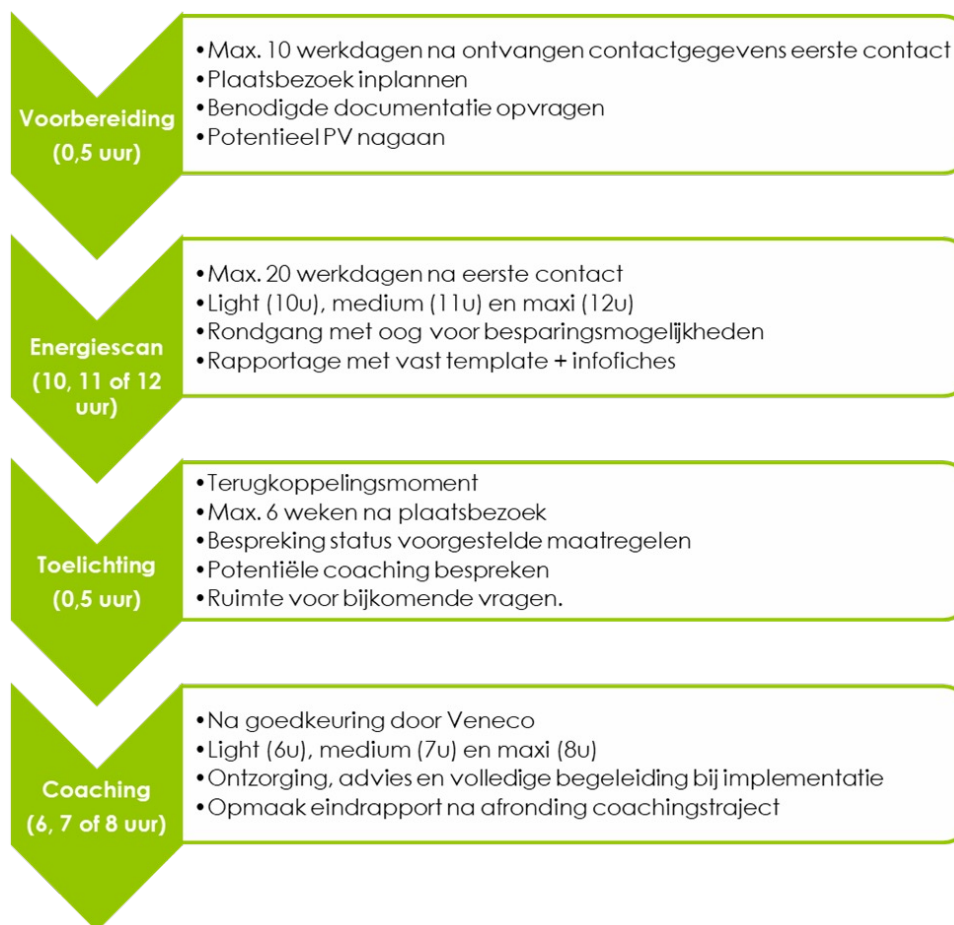 Voorbereiding
(0,5 uur)
•Max. 10 werkdagen na ontvangen contactgegevens eerste contact
•Plaatsbezoek inplannen
•Benodigde documentatie opvragen
•Potentieel PV nagaan
Energiescan
(10, 11 of 12
uur)
•Max. 20 werkdagen na eerste contact
•Light (10u), medium (11u) en maxi (12u)
•Rondgang met oog voor besparingsmogelijkheden
•Rapportage met vast template + infofiches
Toelichting
(0,5 uur)
•Terugkoppelingsmoment
•Max. 6 weken na plaatsbezoek
•Bespreking status voorgestelde maatregelen
•Potentiële coaching bespreken
•Ruimte voor bijkomende vragen.
Coaching
(6, 7 of 8 uur)
•Na goedkeuring door Veneco
•Light (6u), medium (7u) en maxi (8u)
•Ontzorging, advies en volledige begeleiding bij implementatie
•Opmaak eindrapport na afronding coachingstraject